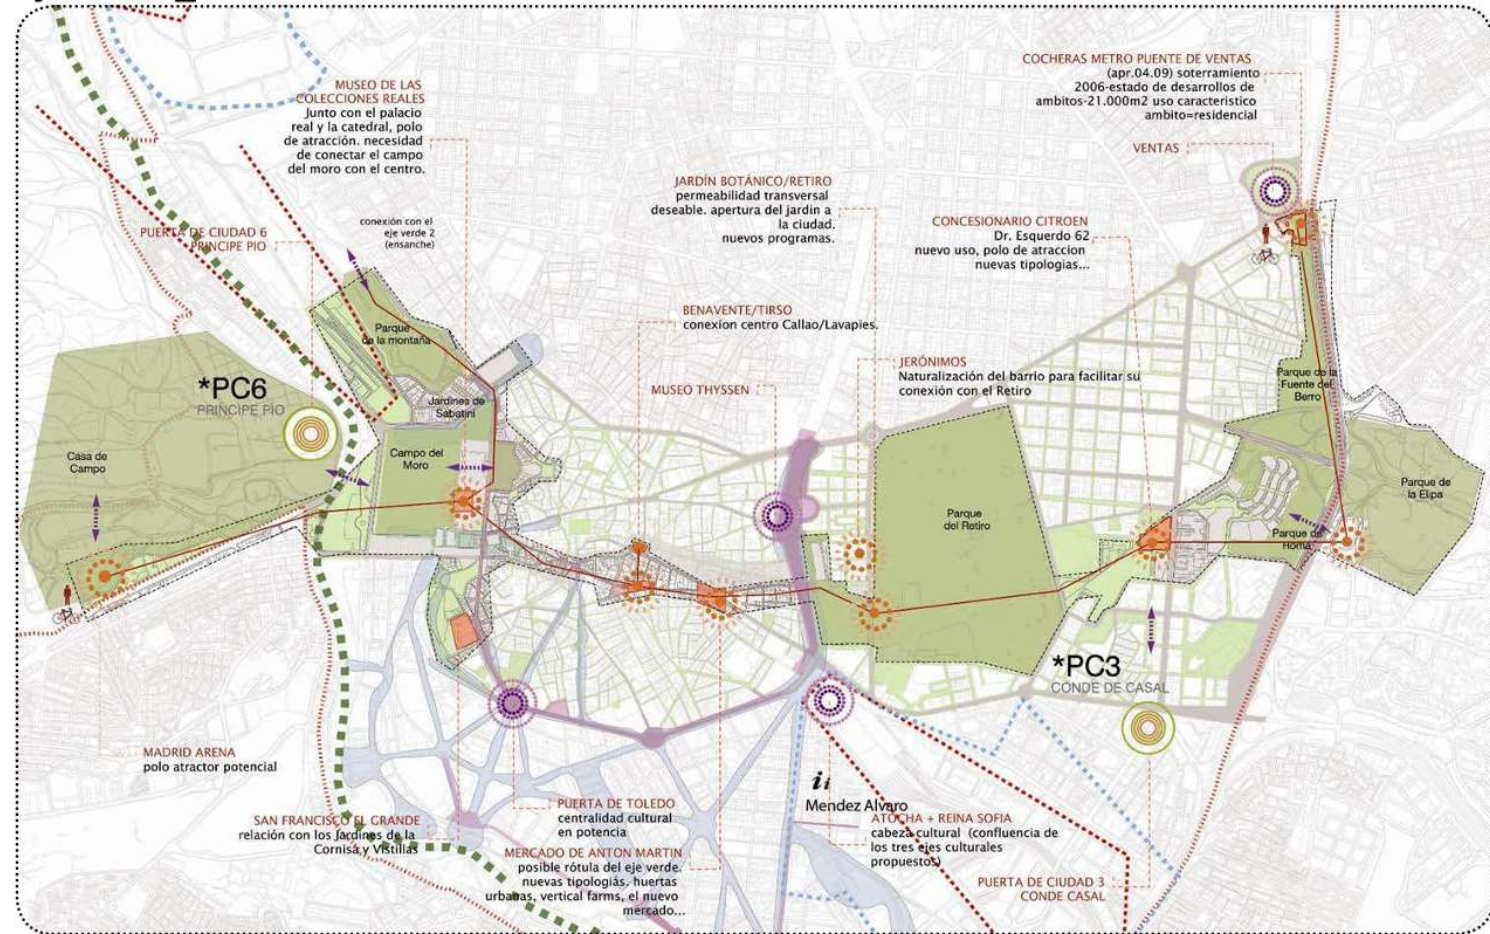 COCHERAS METRO PUENTE DE VENTAS
(apr.04.09) soterramiento
2006-estado de desarrollos de
ambitos-21.000m2 uso caracteristico
ambito=residencial
MUSEO DE LAS
COLECCIONES REALES
Junto con el palacio
real y la catedral, polo
de atracción. necesidad
de conectar el campo
del moro con el centro.
VENTAS
JARDÍN BOTÁNICO/RETIRO
permeabilidad transversal
deseable. apertura del jardin a
la ciudad.
nuevos programas.
conexión con el
eje verde 2
(ensanche)
PUERTA DE CIUDAD 6
PRINCIPE PIO
CONCESIONARIO CITROEN
Dr. Esquerdo 62
nuevo uso, polo de atraccion
nuevas tipologias...
BENAVENTE/TIRSO
conexion centro Callao/Lavapies.
Parque
de la montaña
JERÓNIMOS
Naturalización del barrio para facilitar su
conexión con el Retiro
MUSEO THYSSEN
*PC6
PRINCIPE PIO
Jardines de
Sabatini
Parque de la
Fuente del
Berro
Casa de
Campo
Campo del
Moro
Parque de
la Elipa
Parque
del Retiro
Parque de
Roma
*PC3
CONDE DE CASAL
MADRID ARENA
polo atractor potencial
Mendez Alvaro
PUERTA DE TOLEDO
centralidad cultural
en potencia
SAN FRANCISCO EL GRANDE
relación con los Jardines de la
Cornisa y Vistillas
ATOCHA + REINA SOFIA
cabeza cultural (confluencia de
los tres ejes culturales
propuestos)
MERCADO DE ANTON MARTIN
posible rótula del eje verde.
nuevas tipologiás. huertas
urbanas, vertical farms, el nuevo
mercado...
PUERTA DE CIUDAD 3
CONDE CASAL